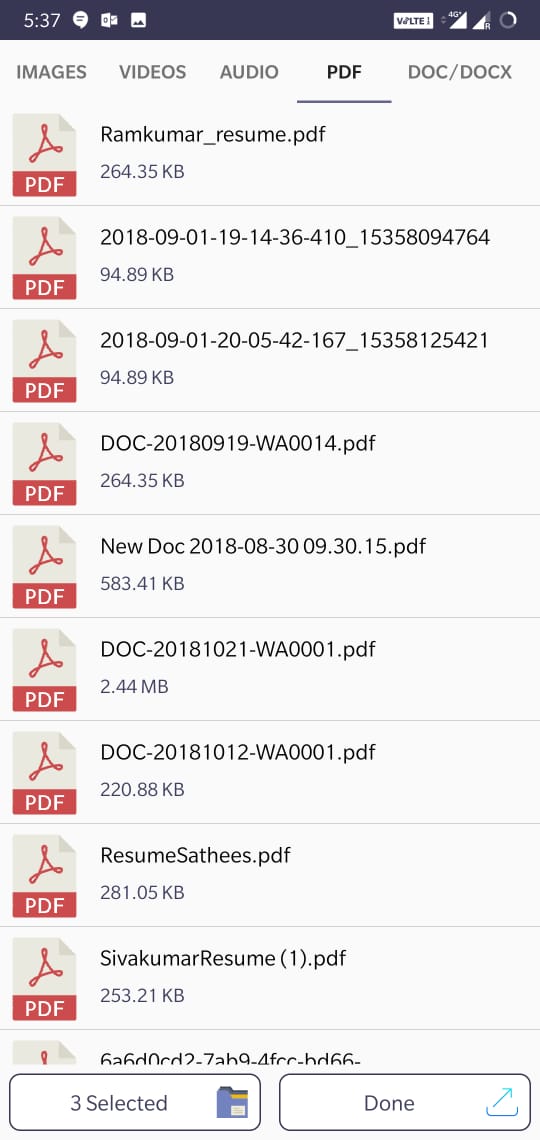 5:37
VoLTE 4G+ R
IMAGES VIDEOS AUDIO PDF DOC/DOCX
Ramkumar_resume.pdf
PDF
264.35 KB
2018-09-01-19-14-36-410_15358094764
PDF
94.89 KB
2018-09-01-20-05-42-167_15358125421
PDF
94.89 KB
DOC-20180919-WA0014.pdf
PDF
264.35 KB
New Doc 2018-08-30 09.30.15.pdf
PDF
583.41 KB
DOC-20181021-WA0001.pdf
PDF
2.44 MB
DOC-20181012-WA0001.pdf
PDF
220.88 KB
ResumeSathees.pdf
PDF
281.05 KB
SivakumarResume (1).pdf
PDF
253.21 KB
6a6d0cd2-7ab9-4fcc-bd66-
3 Selected
Done